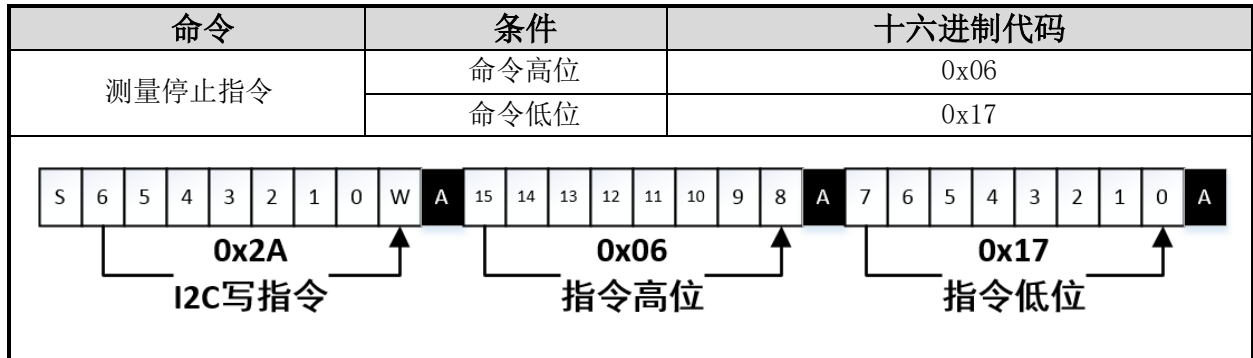 命令 条件 十六进制代码
测量停止指令 命令高位 0x06
命令低位 0x17
S 6 5 4 3 2 1 0 W A 15 14 13 12 11 10 9 8 A 7 6 5 4 3 2 1 0 A
0x2A 0x06 0x17
I2C写指令 指令高位 指令低位